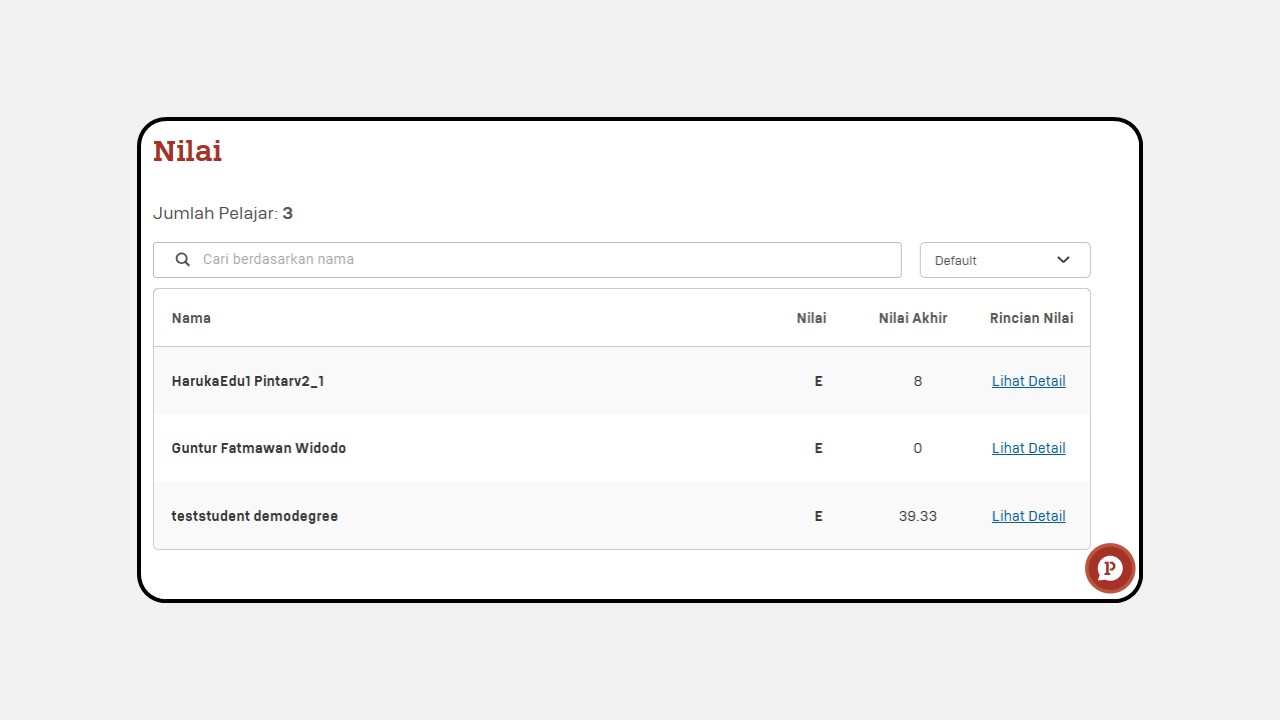 Nilai
Jumlah Pelajar: 3
Cari berdasarkan nama
Default
Nama Nilai Nilai Akhir Rincian Nilai
HarukaEdu1 Pintarv2_1 E 8 Lihat Detail
Guntur Fatmawan Widodo E 0 Lihat Detail
teststudent demodegree E 39.33 Lihat Detail
P